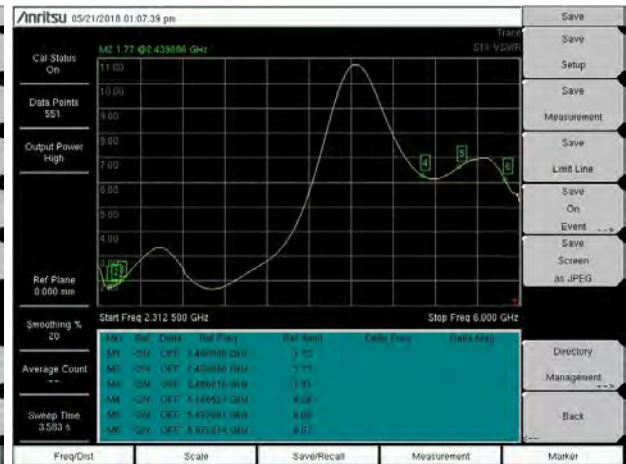 Anritsu 05/21/2018 01:07:39 pm
Save
Trace
M2 1.77 @2.439886 GHz
S11 VSWR
Cal Status
On
Data Points
551
Output Power
High
Ref Plane
0.000 mm
Smoothing %
20
Average Count
--
Sweep Time
3.583 s
11.00
10.00
9.00
8.00
7.00
6.00
5.00
4.00
4
5
6
Start Freq 2.312 500 GHz
Stop Freq 6.000 GHz
Mkr Ref Delta Ref Freq Ref Ampl Delta Freq Delta Mag
M1 ON OFF
M2 ON OFF 1.77
M3 ON OFF
M4 ON OFF
M5 ON OFF
M6 ON OFF
Save
Setup
Save
Measurement
Save
Limit Line
Save
On
Event -->
Save
Screen
as JPEG
Directory
Management -->
Back
<--
Freq/Dist
Scale
Save/Recall
Measurement
Marker